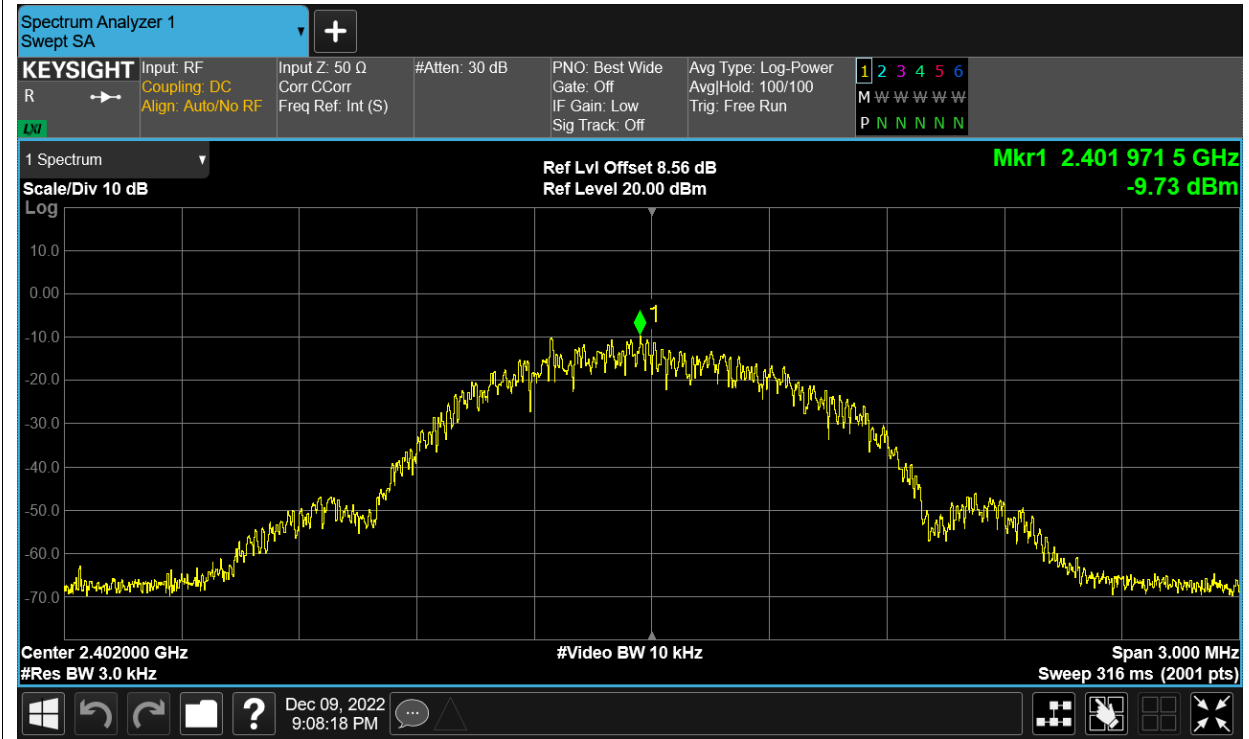 Spectrum Analyzer 1
Swept SA
KEYSIGHT
R
LXI
Input: RF
Coupling: DC
Align: Auto/No RF
Input Z: 50 Ω
Corr CCorr
Freq Ref: Int (S)
#Atten: 30 dB
PNO: Best Wide
Gate: Off
IF Gain: Low
Sig Track: Off
Avg Type: Log-Power
Avg|Hold: 100/100
Trig: Free Run
1 2 3 4 5 6
M W W W W W
P N N N N N
1 Spectrum
Scale/Div 10 dB
Log
Ref Lvl Offset 8.56 dB
Ref Level 20.00 dBm
Mkr1 2.401 971 5 GHz
-9.73 dBm
10.0
0.00
-10.0
-20.0
-30.0
-40.0
-50.0
-60.0
-70.0
1
Center 2.402000 GHz
#Res BW 3.0 kHz
#Video BW 10 kHz
Span 3.000 MHz
Sweep 316 ms (2001 pts)
?
Dec 09, 2022
9:08:18 PM